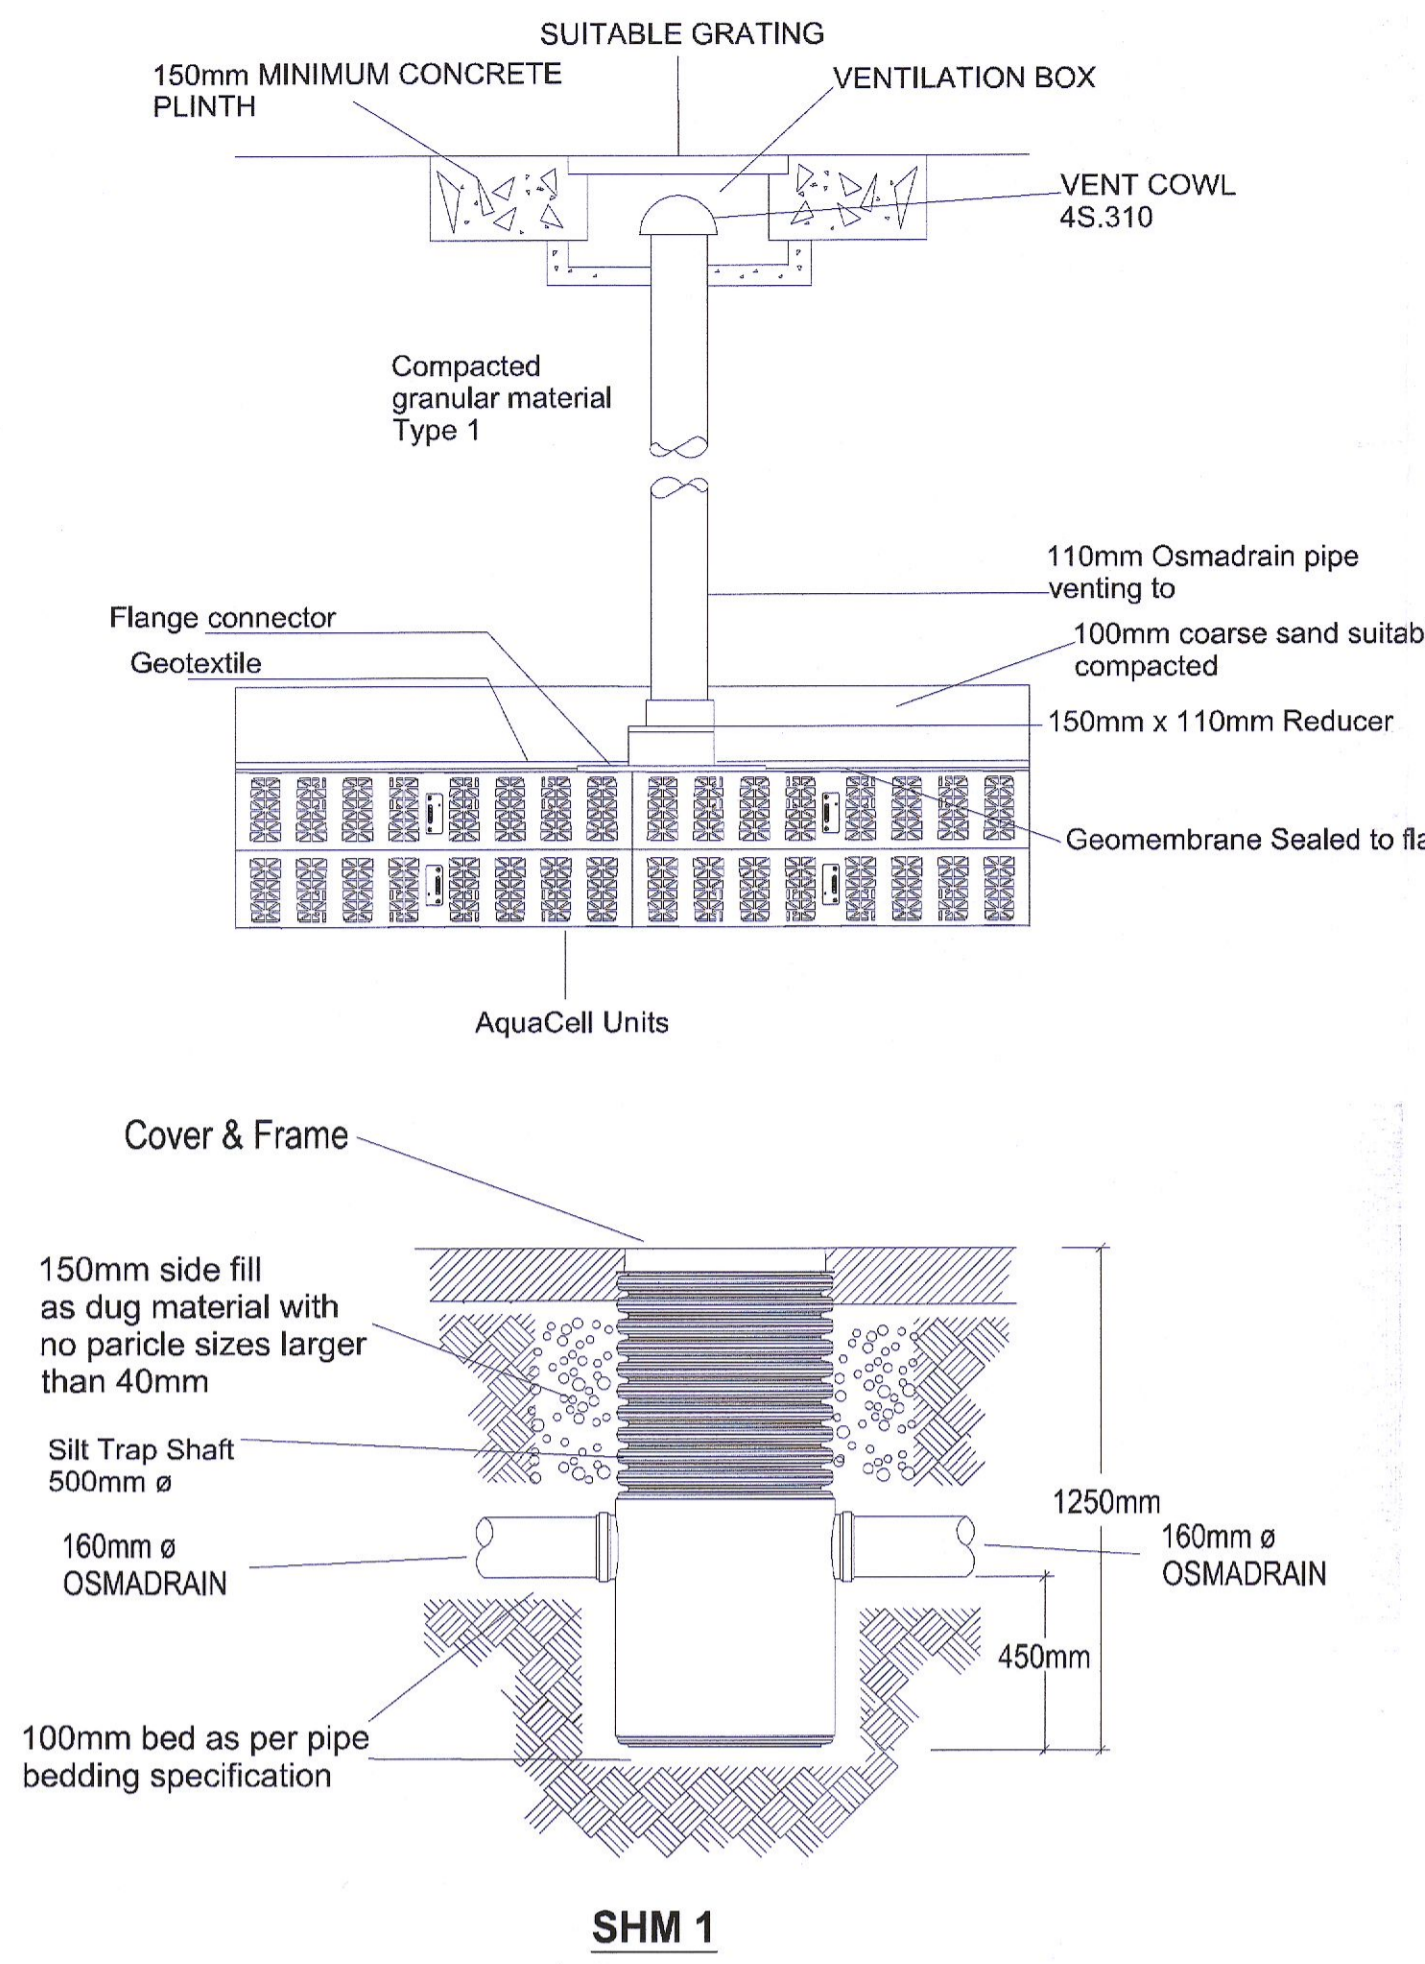 SUITABLE GRATING
150mm MINIMUM CONCRETE
PLINTH
VENTILATION BOX
VENT COWL
4S.310
Compacted
granular material
Type 1
110mm Osmadrain pipe
venting to
Flange connector
100mm coarse sand suitab
compacted
Geotextile
150mm x 110mm Reducer
Geomembrane Sealed to fla
AquaCell Units
Cover & Frame
150mm side fill
as dug material with
no paricle sizes larger
than 40mm
Silt Trap Shaft
500mm ø
1250mm
160mm ø
OSMADRAIN
160mm ø
OSMADRAIN
450mm
100mm bed as per pipe
bedding specification
SHM 1